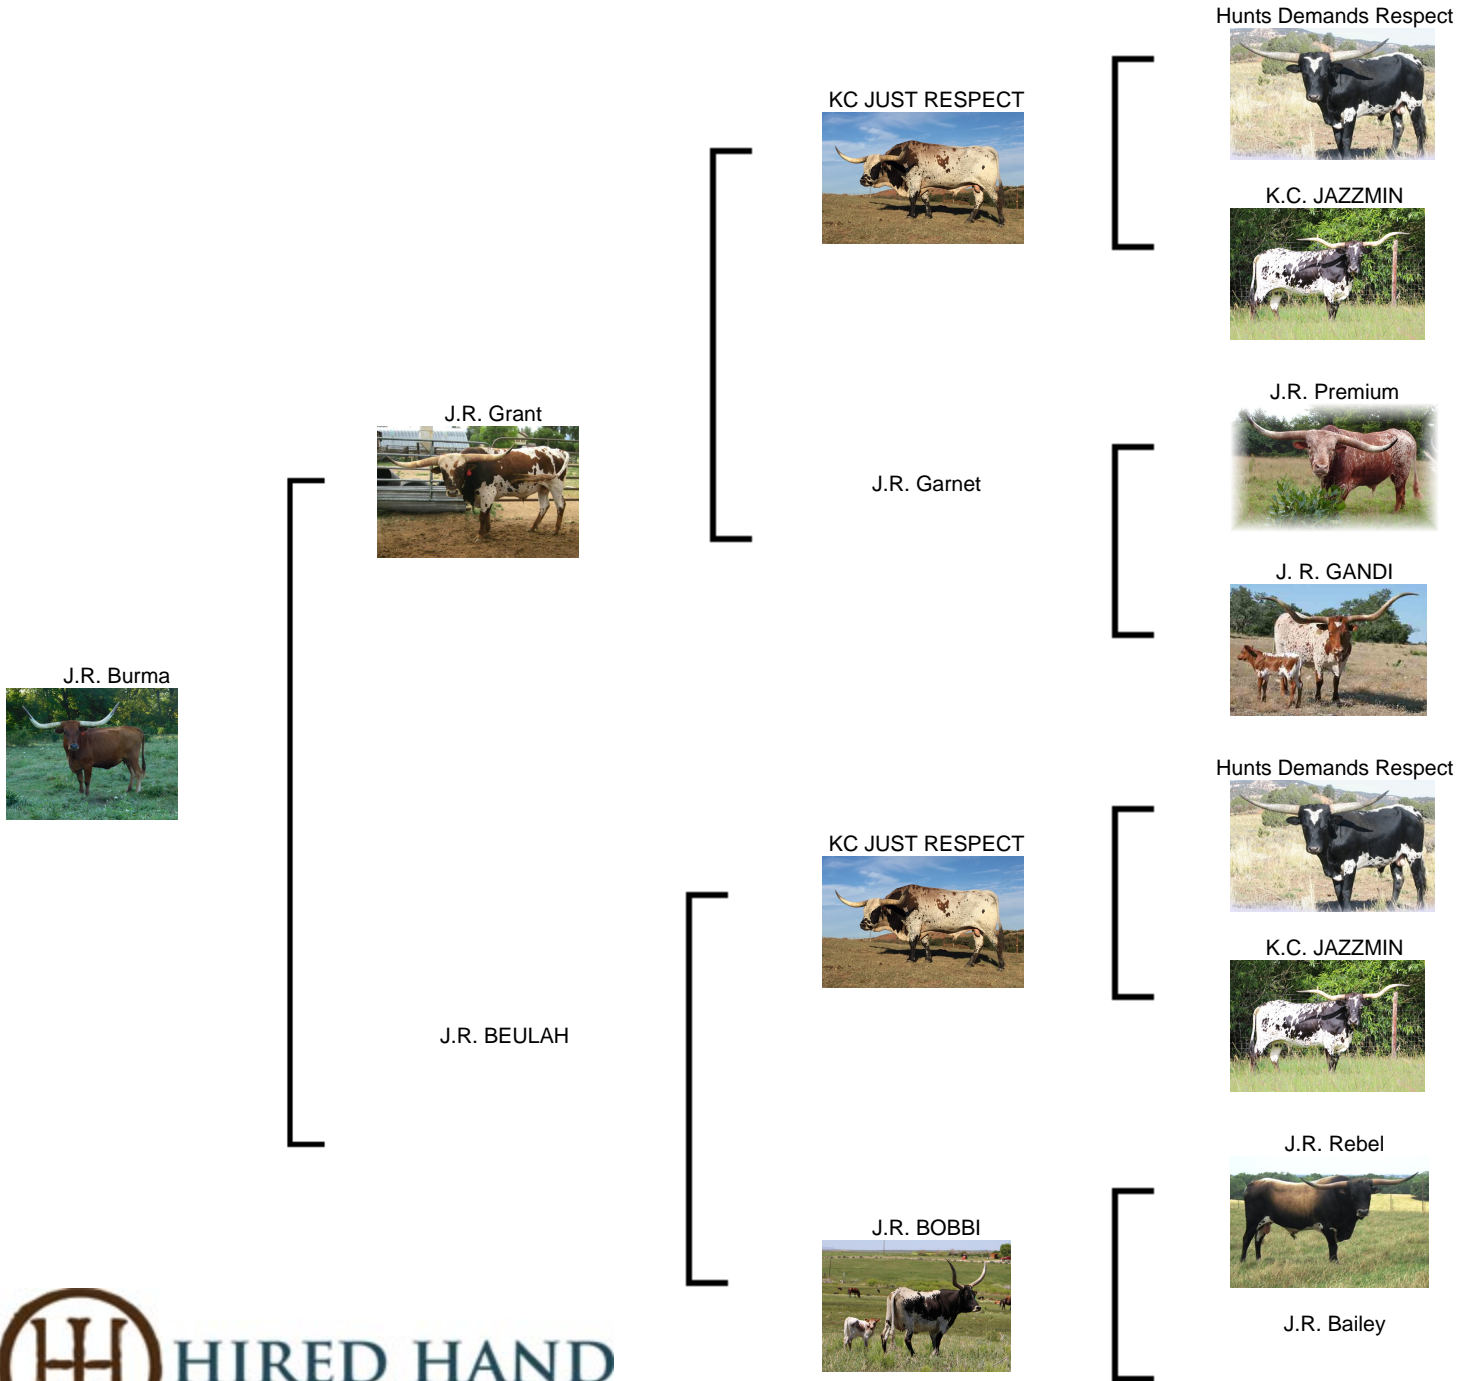 Hunts Demands Respect
KC JUST RESPECT
K.C. JAZZMIN
J.R. Premium
J.R. Grant
J.R. Garnet
J. R. GANDI
J.R. Burma
Hunts Demands Respect
KC JUST RESPECT
K.C. JAZZMIN
J.R. BEULAH
J.R. Rebel
J.R. BOBBI
J.R. Bailey
HIRED HAND